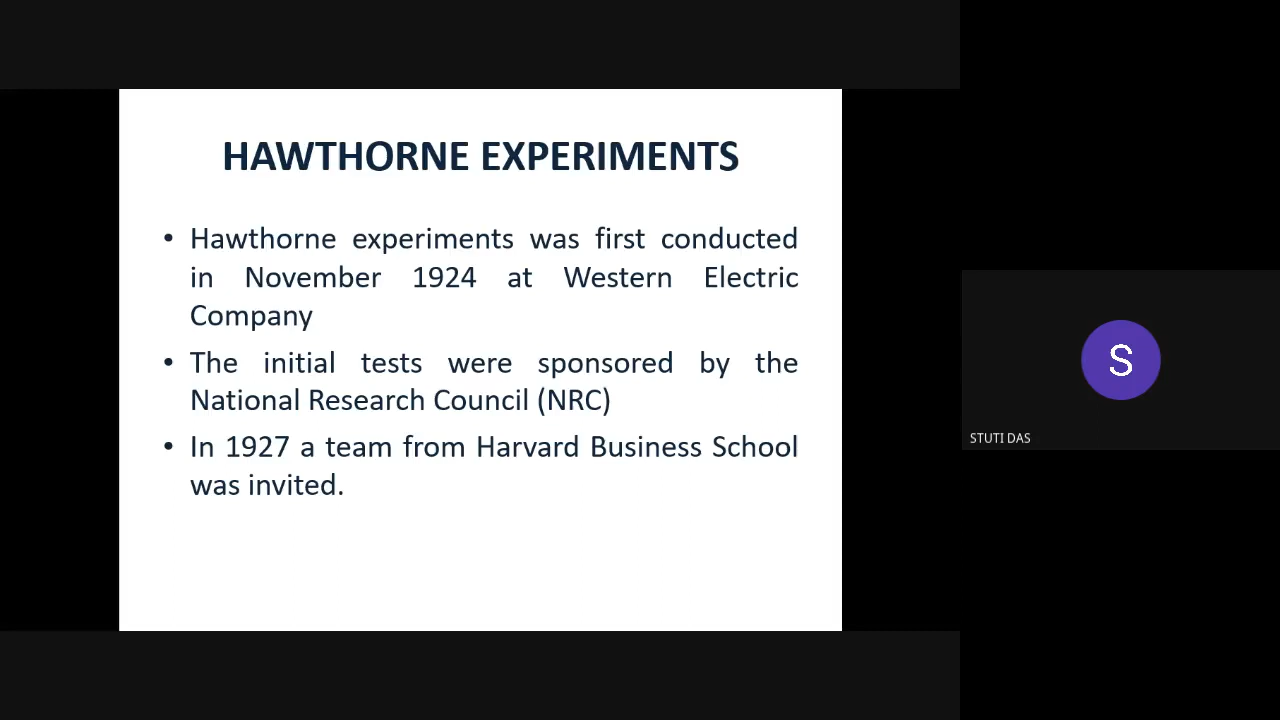 HAWTHORNE EXPERIMENTS
• Hawthorne experiments was first conducted
in November 1924 at Western Electric
Company
• The initial tests were sponsored by the
National Research Council (NRC)
• In 1927 a team from Harvard Business School
was invited.
S
STUTI DAS